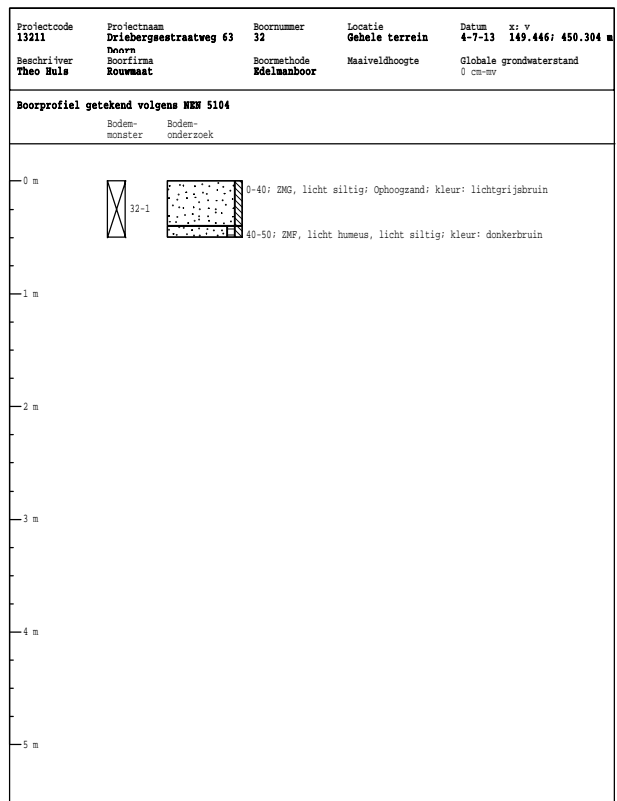 Projectcode Projectnaam Boornummer Locatie Datum x: y
13211 Driebergsestraatweg 63 32 Gehele terrein 4-7-13 149.446; 450.304 m
Doorn
Beschrijver Boorfirma Boormethode Maaiveldhoogte Globale grondwaterstand
Theo Huls Rouwmaat Edelmanboor 0 cm-mv
Boorprofiel getekend volgens NEN 5104
Bodem- Bodem-
monster onderzoek
0 m
0-40; ZMG, licht siltig; Ophoogzand; kleur: lichtgrijsbruin
32-1
40-50; ZMF, licht humeus, licht siltig; kleur: donkerbruin
1 m
2 m
3 m
4 m
5 m